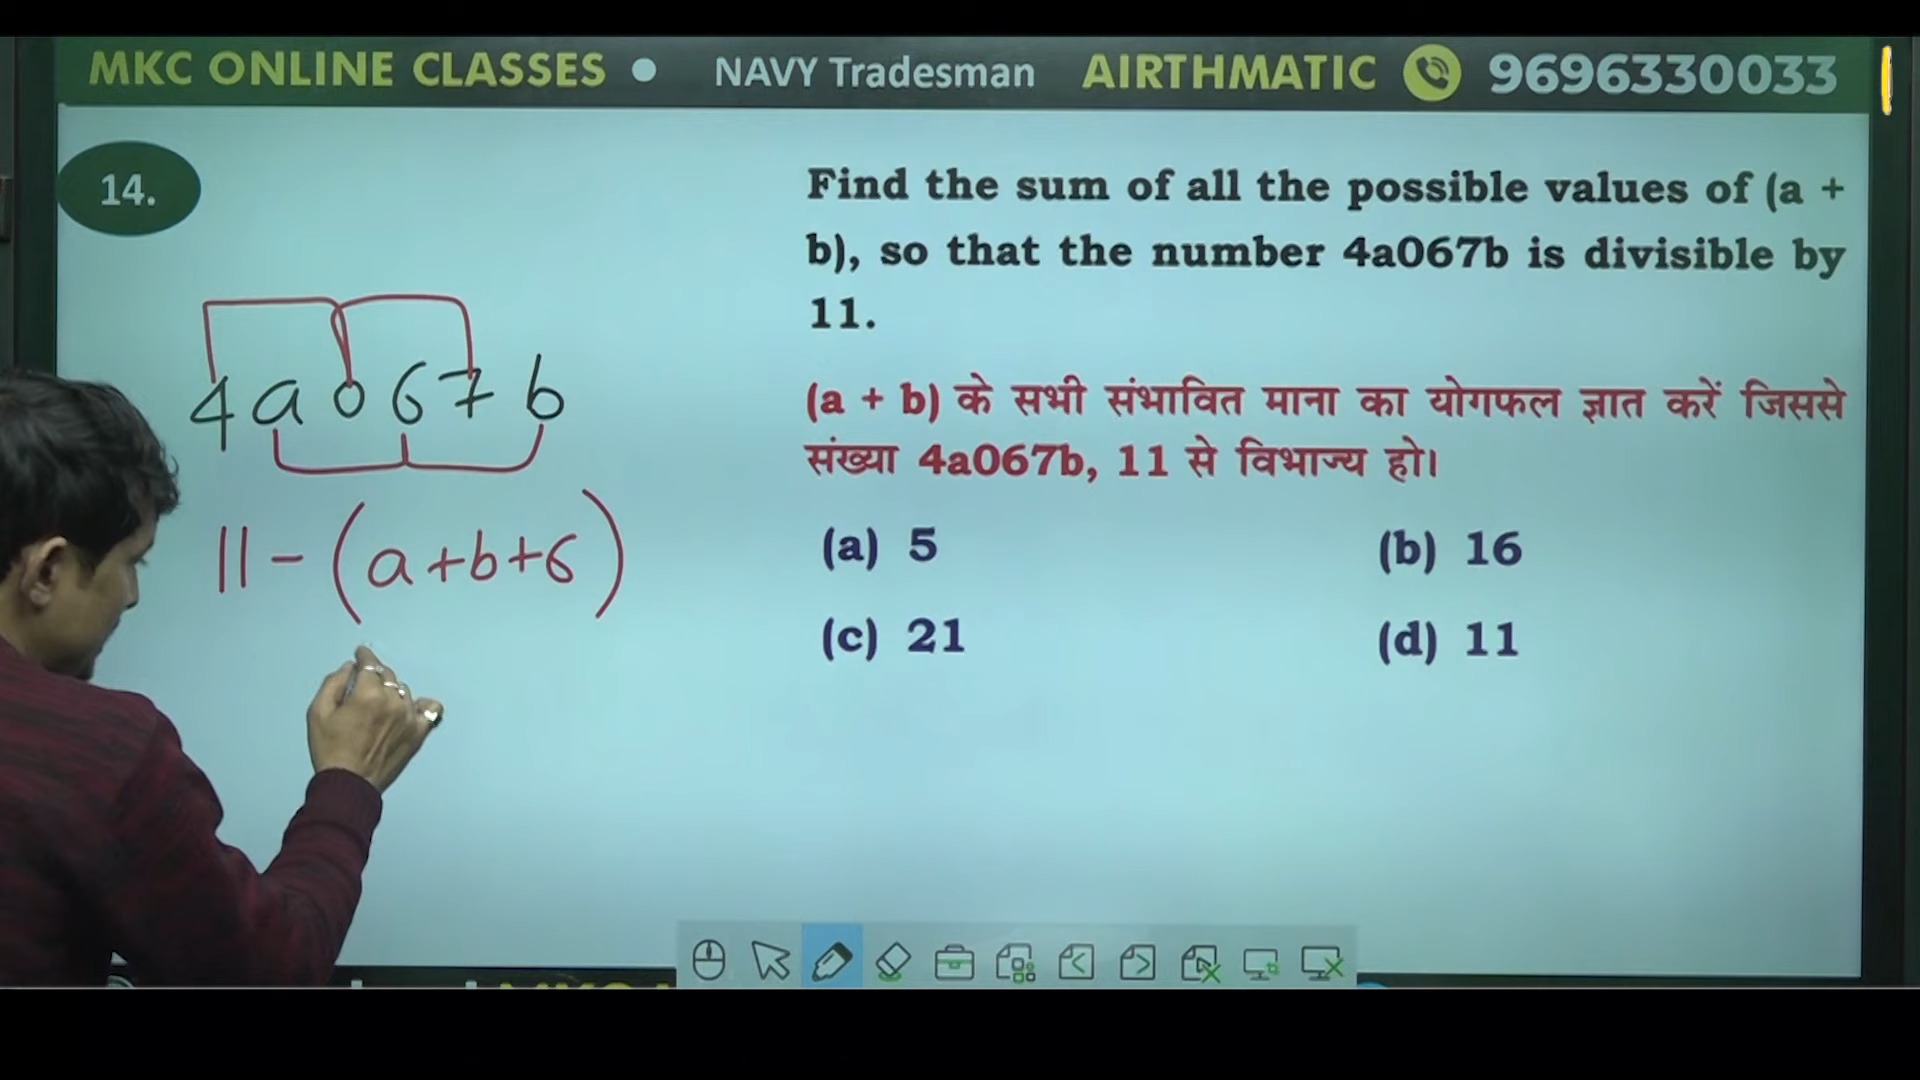 MKC ONLINE CLASSES • NAVY Tradesman AIRTHMATIC 9696330033
14.
Find the sum of all the possible values of (a +
b), so that the number 4a067b is divisible by
11.
(a + b) के सभी संभावित माना का योगफल ज्ञात करें जिससे
संख्या 4a067b, 11 से विभाज्य हो।
(a) 5
(b) 16
(c) 21
(d) 11
4a067b
11-(a+b+6)